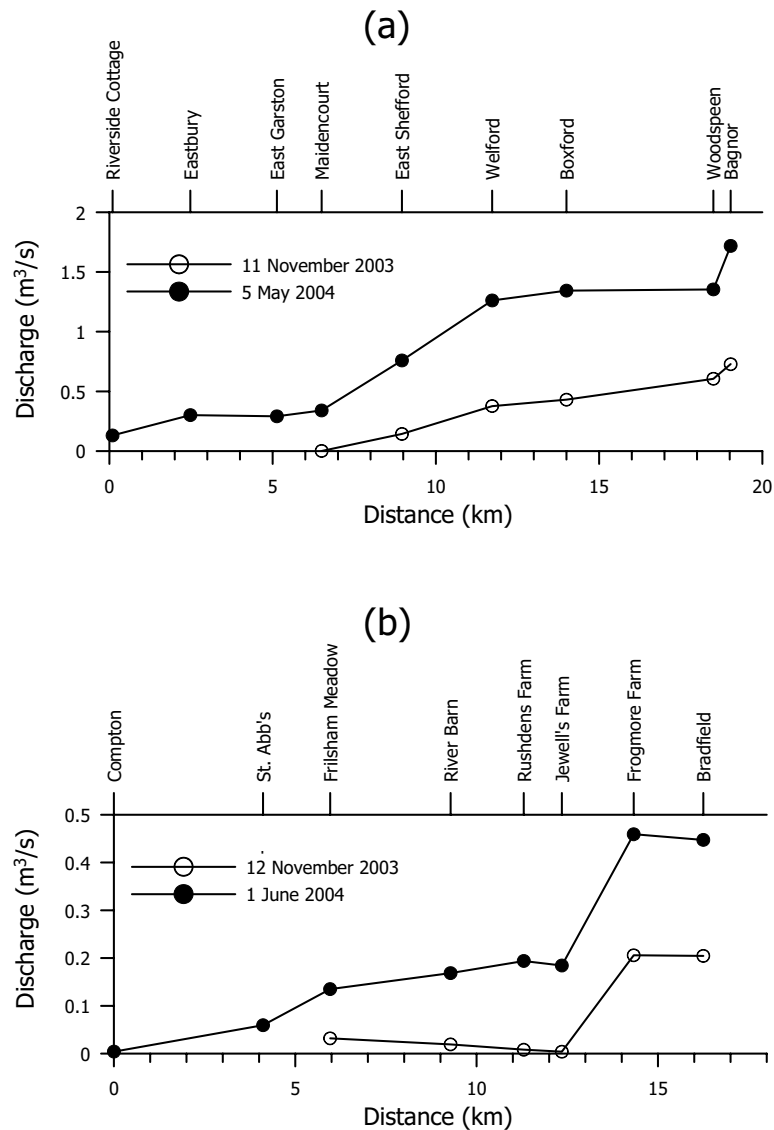 (a)
Riverside Cottage
Eastbury
East Garston
Maidencourt
East Shefford
Welford
Boxford
Woodspeen
Bagnor
2
1.5
1
0.5
0
Discharge (m³/s)
11 November 2003
5 May 2004
0 5 10 15 20
Distance (km)
(b)
Compton
St. Abb's
Frilsham Meadow
River Barn
Rushdens Farm
Jewell's Farm
Frogmore Farm
Bradfield
0.5
0.4
0.3
0.2
0.1
0
Discharge (m³/s)
12 November 2003
1 June 2004
0 5 10 15
Distance (km)